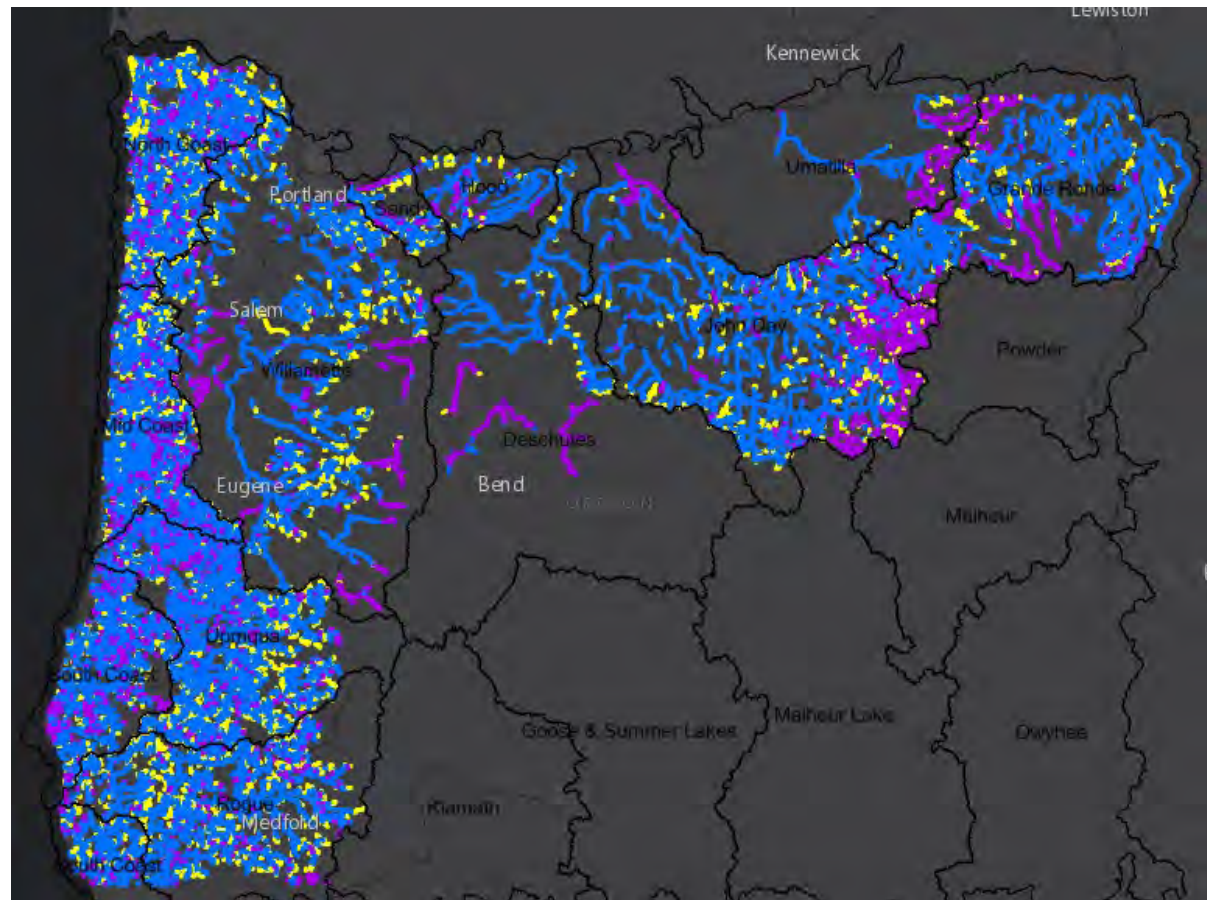 Lewiston
Kennewick
North Coast
Portland
Sandy
Hood
Umatilla
Grande Ronde
Salem
Willamette
John Day
Powder
Mid Coast
Deschutes
Eugene
Bend
OREGON
Malheur
Umpqua
South Coast
Goose & Summer Lakes
Malheur Lake
Owyhee
Rogue
Medford
Klamath
South Coast